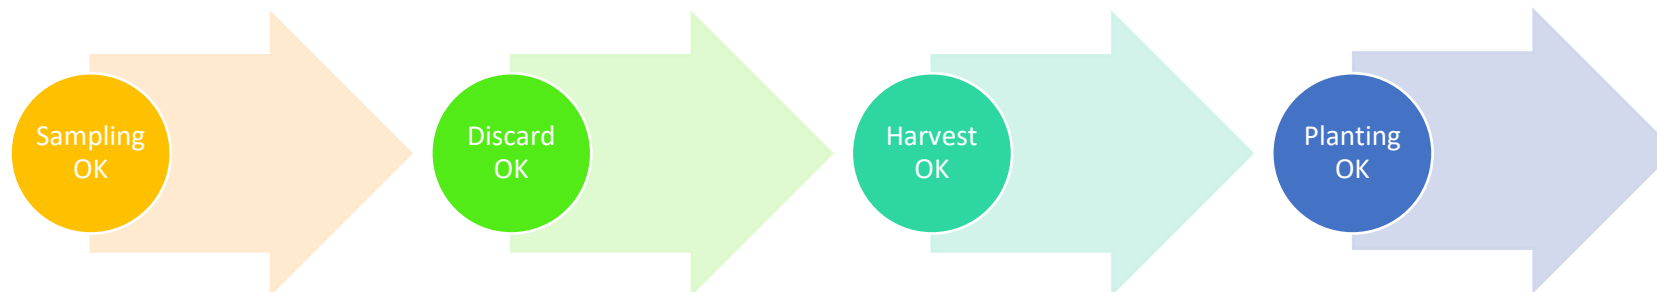 Sampling
OK
Discard
OK
Harvest
OK
Planting
OK